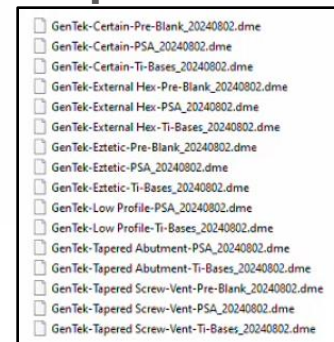 GenTek-Certain-Pre-Blank_20240802.dme
GenTek-Certain-PSA_20240802.dme
GenTek-Certain-Ti-Bases_20240802.dme
GenTek-External Hex-Pre-Blank_20240802.dme
GenTek-External Hex-PSA_20240802.dme
GenTek-External Hex-Ti-Bases_20240802.dme
GenTek-Eztetic-Pre-Blank_20240802.dme
GenTek-Eztetic-PSA_20240802.dme
GenTek-Eztetic-Ti-Bases_20240802.dme
GenTek-Low Profile-PSA_20240802.dme
GenTek-Low Profile-Ti-Bases_20240802.dme
GenTek-Tapered Abutment-PSA_20240802.dme
GenTek-Tapered Abutment-Ti-Bases_20240802.dme
GenTek-Tapered Screw-Vent-Pre-Blank_20240802.dme
GenTek-Tapered Screw-Vent-PSA_20240802.dme
GenTek-Tapered Screw-Vent-Ti-Bases_20240802.dme